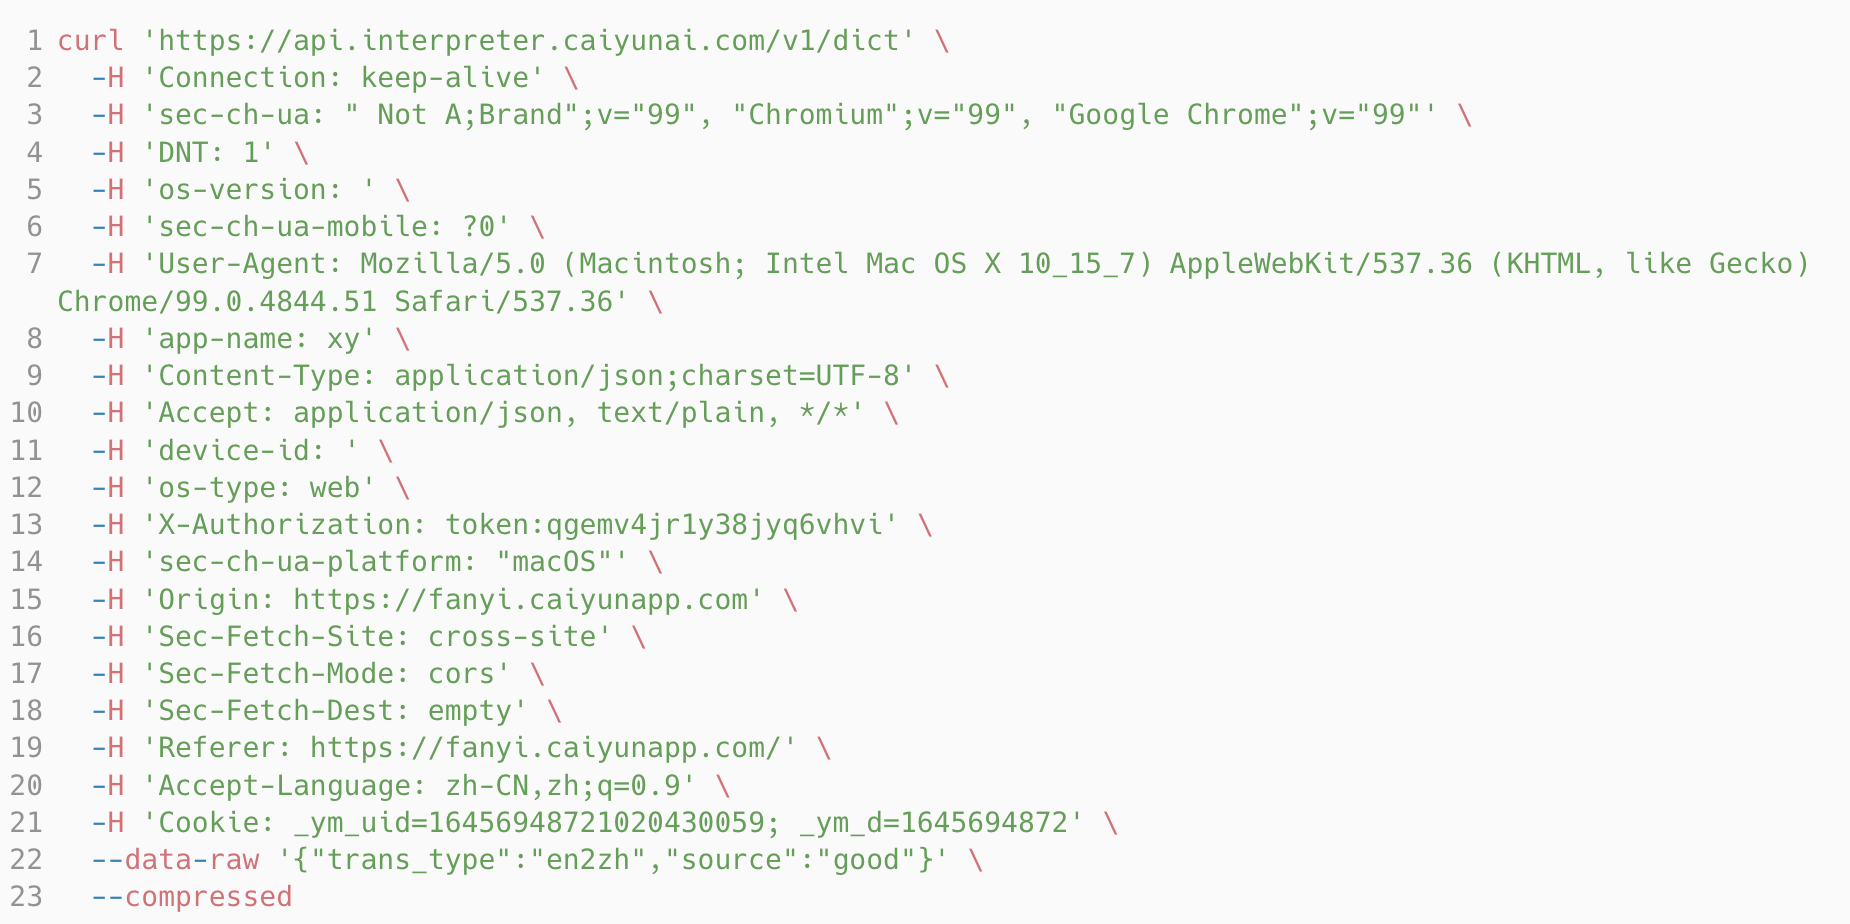 1 curl 'https://api.interpreter.caiyunai.com/v1/dict' \
2   -H 'Connection: keep-alive' \
3   -H 'sec-ch-ua: " Not A;Brand";v="99", "Chromium";v="99", "Google Chrome";v="99"' \
4   -H 'DNT: 1' \
5   -H 'os-version: ' \
6   -H 'sec-ch-ua-mobile: ?0' \
7   -H 'User-Agent: Mozilla/5.0 (Macintosh; Intel Mac OS X 10_15_7) AppleWebKit/537.36 (KHTML, like Gecko)
Chrome/99.0.4844.51 Safari/537.36' \
8   -H 'app-name: xy' \
9   -H 'Content-Type: application/json;charset=UTF-8' \
10   -H 'Accept: application/json, text/plain, */*' \
11   -H 'device-id: ' \
12   -H 'os-type: web' \
13   -H 'X-Authorization: token:qgemv4jr1y38jyq6vhvi' \
14   -H 'sec-ch-ua-platform: "macOS"' \
15   -H 'Origin: https://fanyi.caiyunapp.com' \
16   -H 'Sec-Fetch-Site: cross-site' \
17   -H 'Sec-Fetch-Mode: cors' \
18   -H 'Sec-Fetch-Dest: empty' \
19   -H 'Referer: https://fanyi.caiyunapp.com/' \
20   -H 'Accept-Language: zh-CN,zh;q=0.9' \
21   -H 'Cookie: _ym_uid=16456948721020430059; _ym_d=1645694872' \
22   --data-raw '{"trans_type":"en2zh","source":"good"}' \
23   --compressed